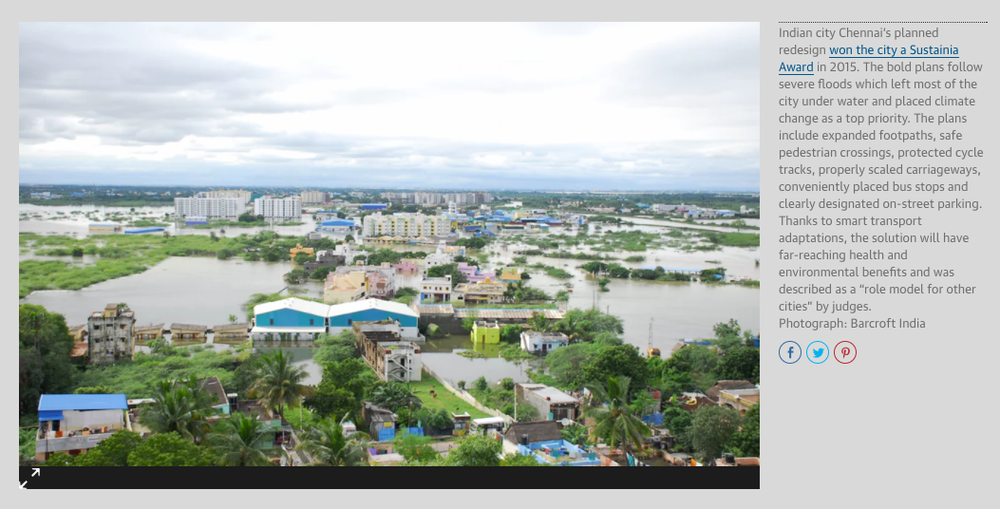 Indian city Chennai's planned
redesign won the city a Sustainia
Award in 2015. The bold plans follow
severe floods which left most of the
city under water and placed climate
change as a top priority. The plans
include expanded footpaths, safe
pedestrian crossings, protected cycle
tracks, properly scaled carriageways,
conveniently placed bus stops and
clearly designated on-street parking.
Thanks to smart transport
adaptations, the solution will have
far-reaching health and
environmental benefits and was
described as a “role model for other
cities” by judges.
Photograph: Barcroft India